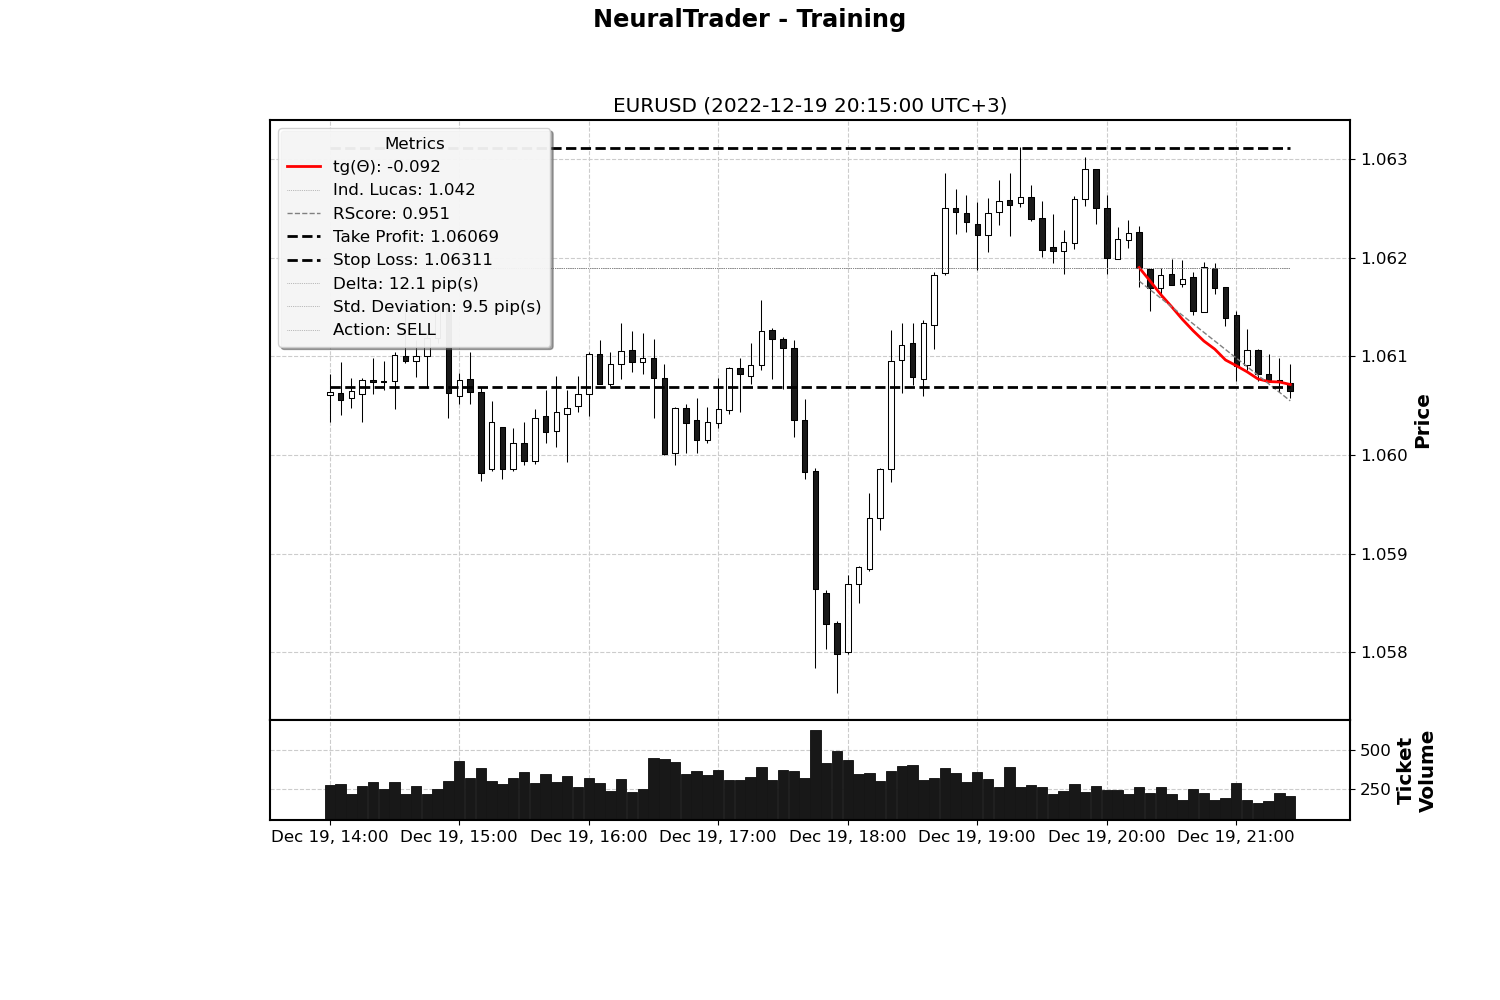 NeuralTrader - Training
EURUSD (2022-12-19 20:15:00 UTC+3)
Metrics
tg(Θ): -0.092
Ind. Lucas: 1.042
RScore: 0.951
Take Profit: 1.06069
Stop Loss: 1.06311
Delta: 12.1 pip(s)
Std. Deviation: 9.5 pip(s)
Action: SELL
1.063
1.062
1.061
1.060
1.059
1.058
Price
500
250
Ticket
Volume
Dec 19, 14:00 Dec 19, 15:00 Dec 19, 16:00 Dec 19, 17:00 Dec 19, 18:00 Dec 19, 19:00 Dec 19, 20:00 Dec 19, 21:00